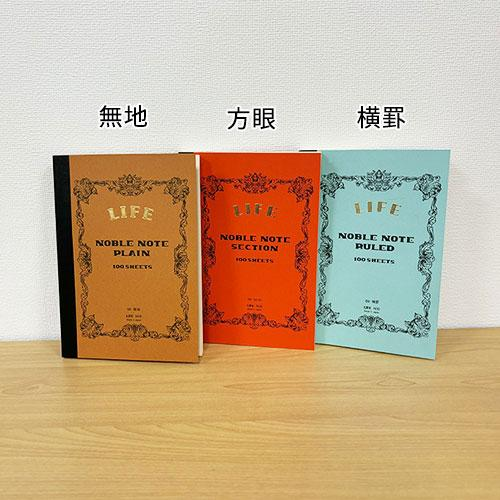 無地
方眼
横罫
LIFE
NOBLE NOTE
PLAIN
100 SHEETS
LIFE
NOBLE NOTE
SECTION
100 SHEETS
LIFE
NOBLE NOTE
RULED
100 SHEETS